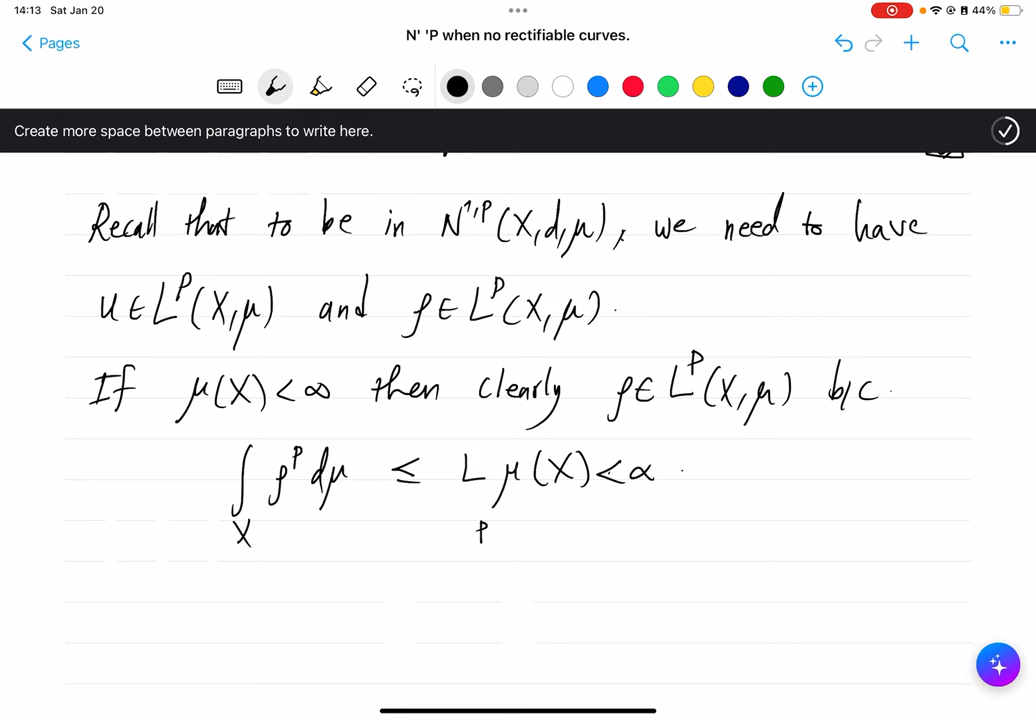 14:13 Sat Jan 20
44%
Pages
N' 'P when no rectifiable curves.
Create more space between paragraphs to write here.
Recall that to be in N^{1,P}(X,d,μ), we need to have
u ∈ L^P(X,μ) and ρ ∈ L^P(X,μ).
If μ(X) < ∞ then clearly ρ ∈ L^P(X,μ) b/c.
∫_X ρ^P dμ ≤ L μ(X) < α .
P